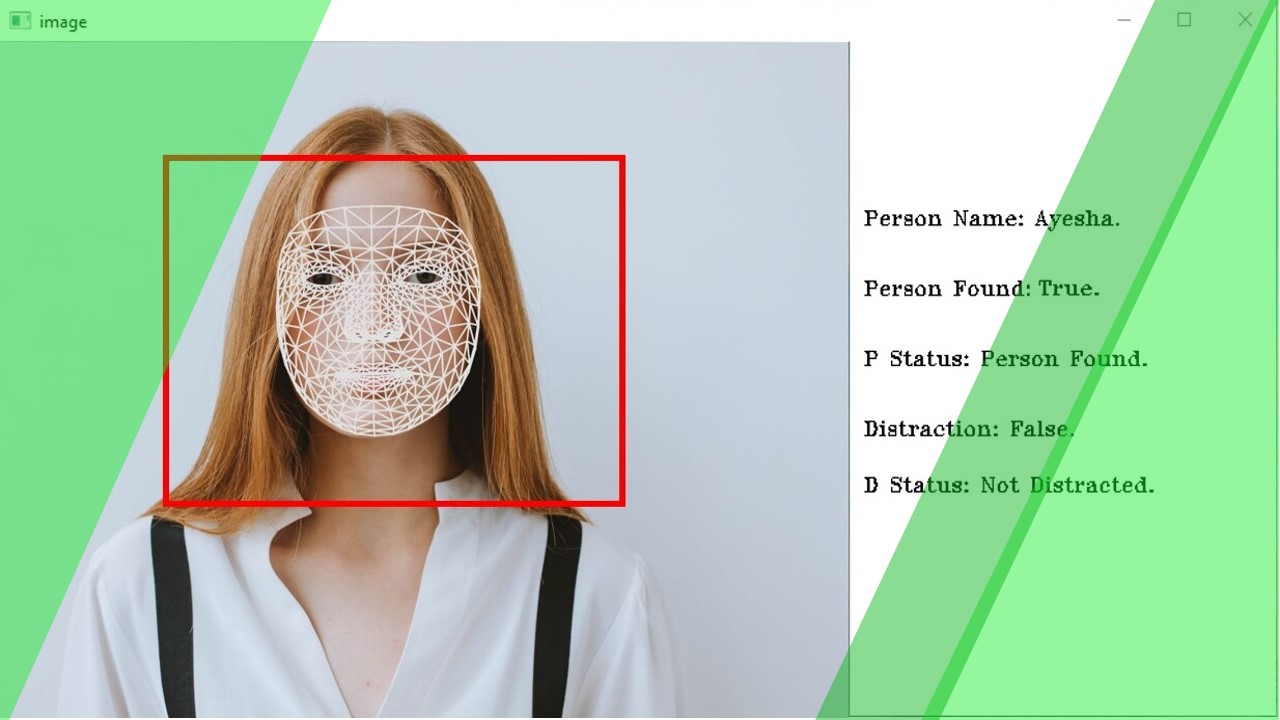 image
Person Name: Ayesha.
Person Found: True.
P Status: Person Found.
Distraction: False.
D Status: Not Distracted.